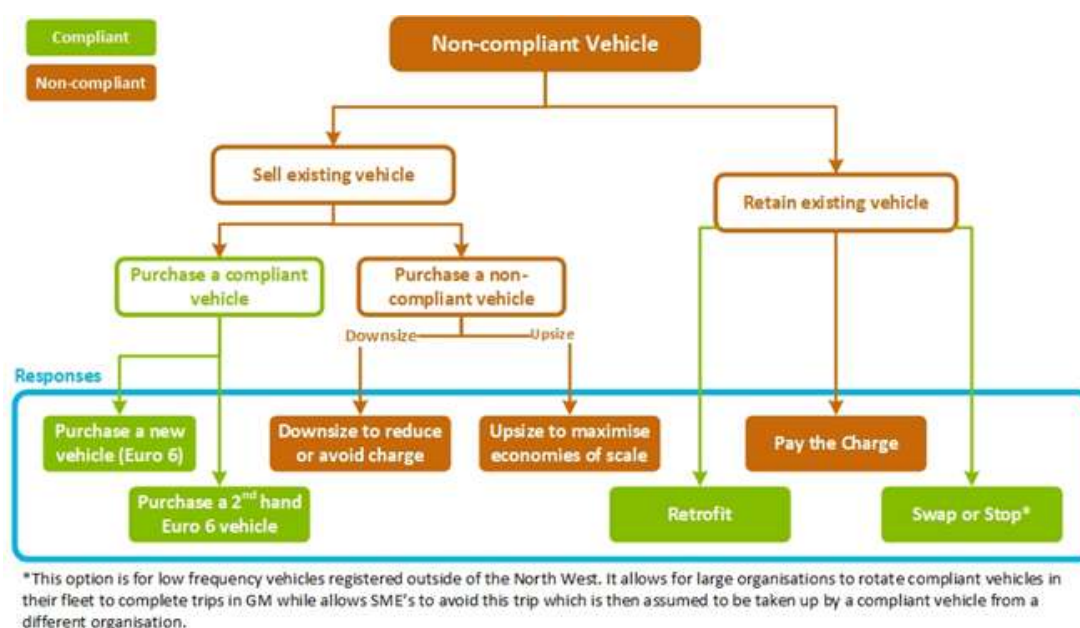 Compliant
Non-compliant
Non-compliant Vehicle
Sell existing vehicle
Retain existing vehicle
Purchase a compliant
vehicle
Purchase a non-
compliant vehicle
Downsize
Upsize
Responses
Purchase a new
vehicle (Euro 6)
Downsize to reduce
or avoid charge
Upsize to maximise
economies of scale
Pay the Charge
Purchase a 2nd hand
Euro 6 vehicle
Retrofit
Swap or Stop*
*This option is for low frequency vehicles registered outside of the North West. It allows for large organisations to rotate compliant vehicles in
their fleet to complete trips in GM while allows SME's to avoid this trip which is then assumed to be taken up by a compliant vehicle from a
different organisation.